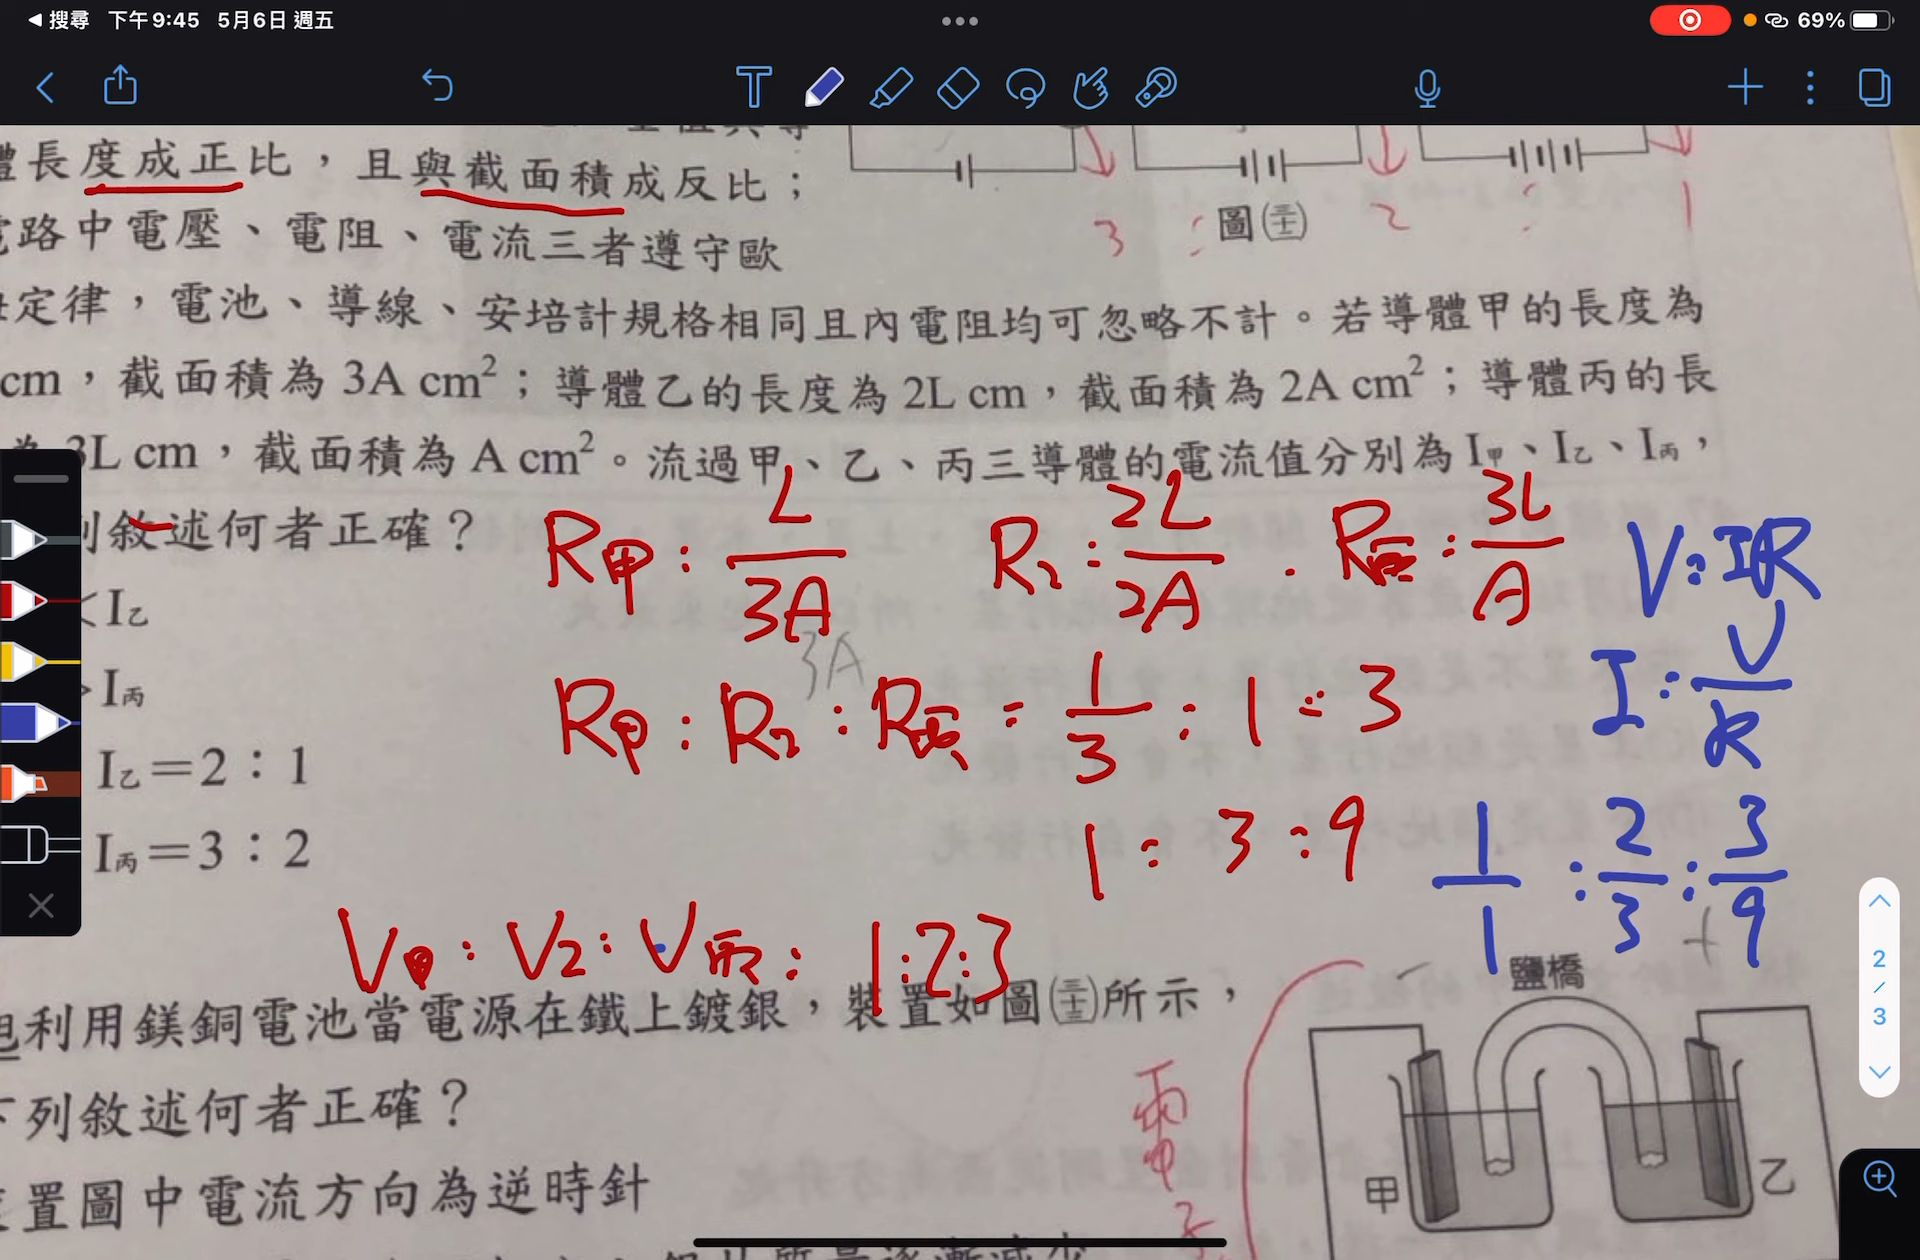 搜尋 下午9:45 5月6日 週五
69%
長度成正比，且與截面積成反比；
路中電壓、電阻、電流三者遵守歐
3 : 2 : 1
圖(三十)
定律，電池、導線、安培計規格相同且內電阻均可忽略不計。若導體甲的長度為
cm，截面積為 3A cm²；導體乙的長度為 2L cm，截面積為 2A cm²；導體丙的長
為 3L cm，截面積為 A cm²。流過甲、乙、丙三導體的電流值分別為 I甲、I乙、I丙，
列敘述何者正確？
R甲 : L/3A R乙 : 2L/2A . R丙 : 3L/A
V=IR
<I乙
3A
>I丙
R甲 : R乙 : R丙 = 1/3 : 1 : 3
I = V/R
I乙＝2：1
1 : 3 : 9
1/1 : 2/3 : 3/9
I丙＝3：2
V甲 : V乙 : V丙 : 1:2:3
鹽橋
利用鎂銅電池當電源在鐵上鍍銀，裝置如圖所示，
下列敘述何者正確？
置圖中電流方向為逆時針
甲
乙
2
/
3